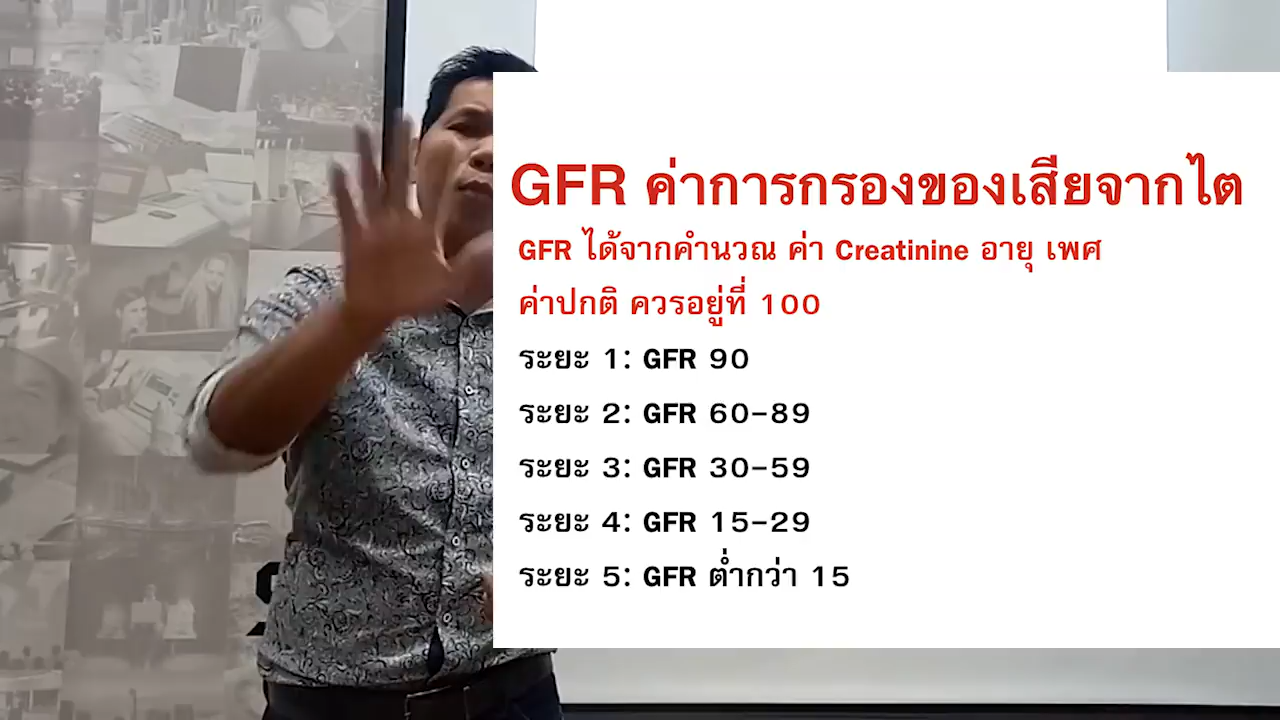 GFR ค่าการกรองของเสียจากไต
GFR ได้จากคำนวณ ค่า Creatinine อายุ เพศ
ค่าปกติ ควรอยู่ที่ 100
ระยะ 1: GFR 90
ระยะ 2: GFR 60-89
ระยะ 3: GFR 30-59
ระยะ 4: GFR 15-29
ระยะ 5: GFR ต่ำกว่า 15